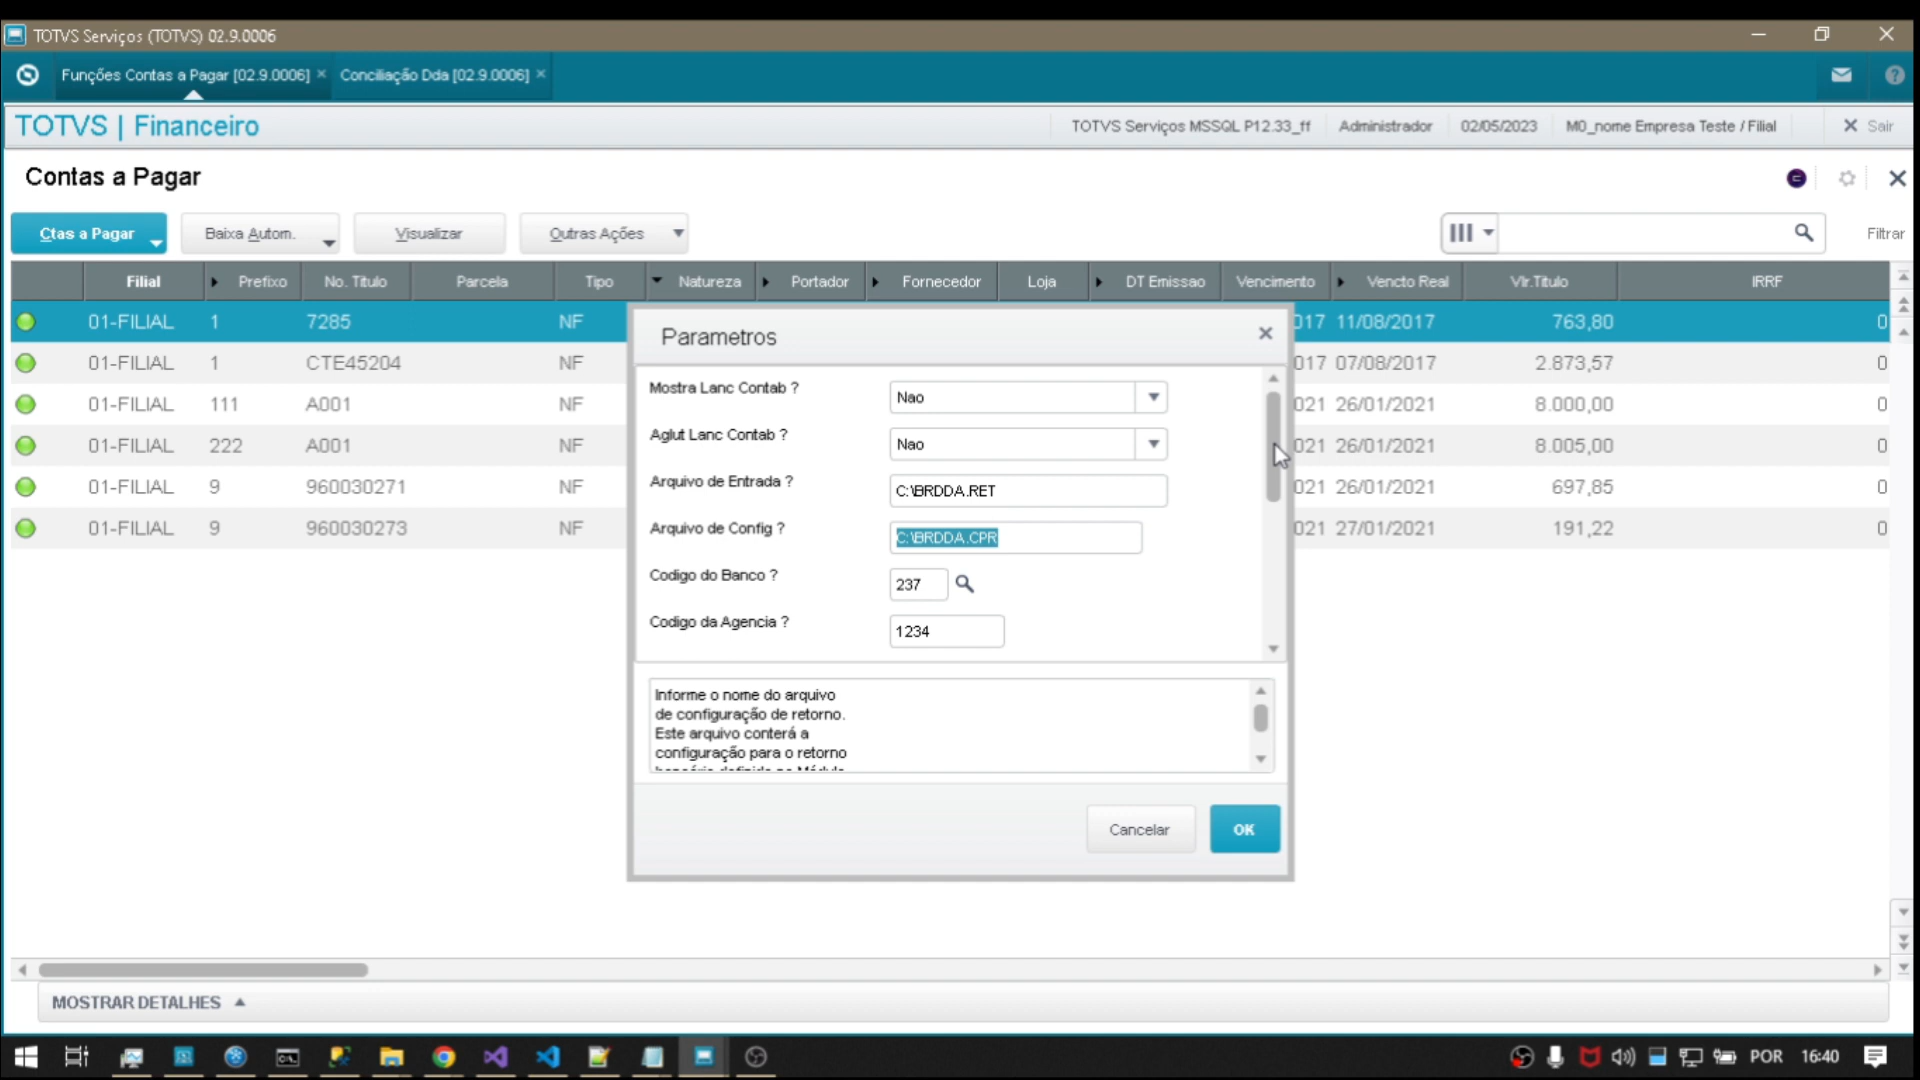 TOTVS Serviços (TOTVS) 02.9.0006
Funções Contas a Pagar [02.9.0006] × Conciliação Dda [02.9.0006] ×
TOTVS | Financeiro
TOTVS Serviços MSSQL P12.33_ff Administrador 02/05/2023 M0_nome Empresa Teste / Filial Sair
Contas a Pagar
Ctas a Pagar Baixa Autom. Visualizar Outras Ações Filtrar
Filial Prefixo No. Titulo Parcela Tipo Natureza Portador Fornecedor Loja DT Emissao Vencimento Vencto Real Vlr.Titulo IRRF
01-FILIAL 1 7285 NF 017 11/08/2017 763,80 0
01-FILIAL 1 CTE45204 NF 017 07/08/2017 2.873,57 0
01-FILIAL 111 A001 NF 021 26/01/2021 8.000,00 0
01-FILIAL 222 A001 NF 021 26/01/2021 8.005,00 0
01-FILIAL 9 960030271 NF 021 26/01/2021 697,85 0
01-FILIAL 9 960030273 NF 021 27/01/2021 191,22 0
Parametros
Mostra Lanc Contab ? Nao
Aglut Lanc Contab ? Nao
Arquivo de Entrada ? C:\BRDDA.RET
Arquivo de Config ? C:\BRDDA.CPR
Codigo do Banco ? 237
Codigo da Agencia ? 1234
Informe o nome do arquivo
de configuração de retorno.
Este arquivo conterá a
configuração para o retorno
Cancelar OK
MOSTRAR DETALHES
POR 16:40